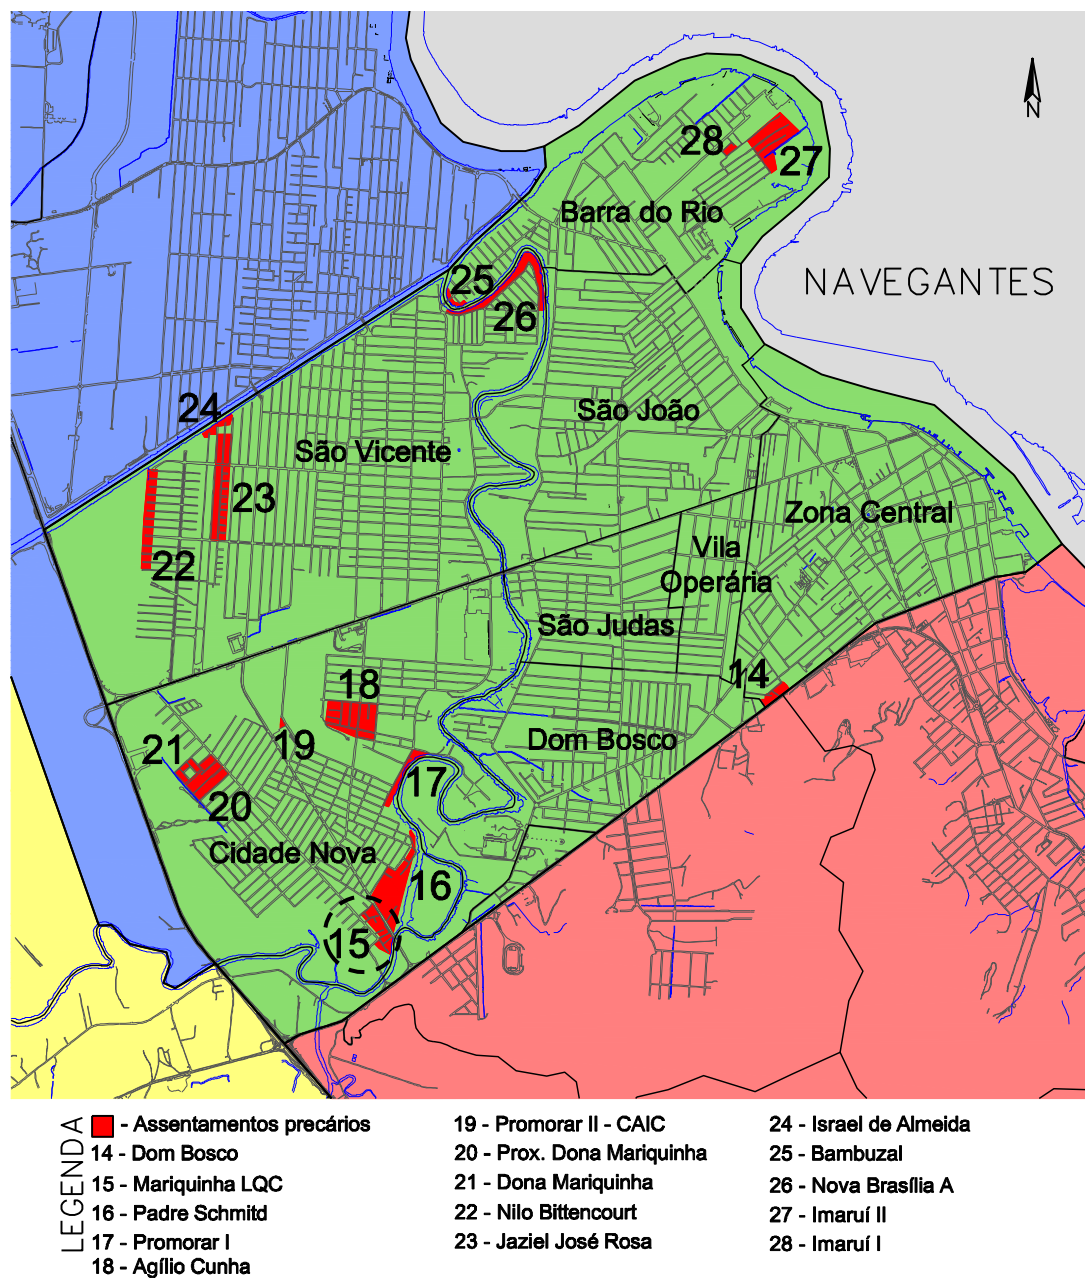 N
28
27
Barra do Rio
25
NAVEGANTES
26
24
São João
São Vicente
23
Zona Central
22
Vila
Operária
São Judas
14
18
19
Dom Bosco
21
17
20
Cidade Nova
16
15
LEGENDA
- Assentamentos precários
14 - Dom Bosco
15 - Mariquinha LQC
16 - Padre Schmitd
17 - Promorar I
18 - Agílio Cunha
19 - Promorar II - CAIC
20 - Prox. Dona Mariquinha
21 - Dona Mariquinha
22 - Nilo Bittencourt
23 - Jaziel José Rosa
24 - Israel de Almeida
25 - Bambuzal
26 - Nova Brasília A
27 - Imaruí II
28 - Imaruí I